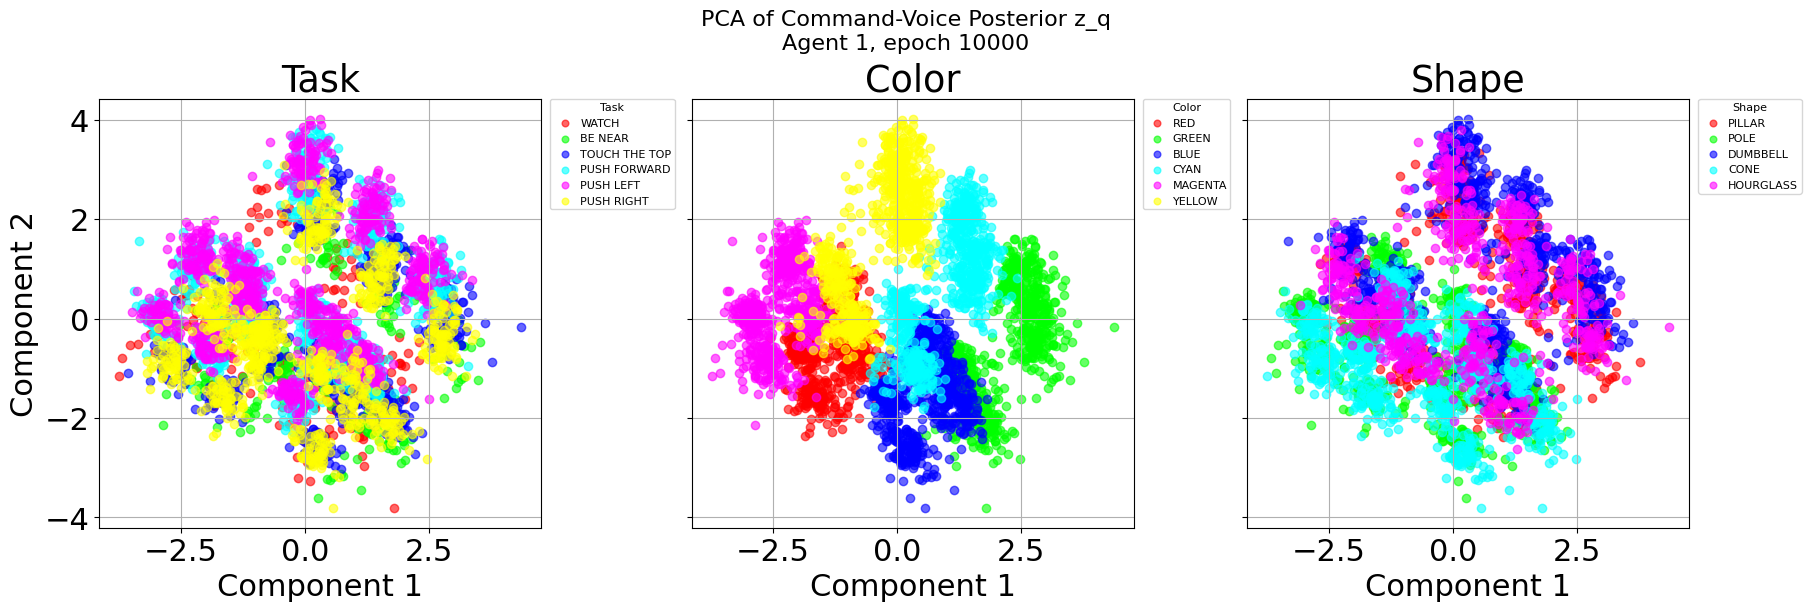 PCA of Command-Voice Posterior z_q
Agent 1, epoch 10000
Task
Color
Shape
Component 2
4
2
0
−2
−4
−2.5 0.0 2.5
Component 1
Task
WATCH
BE NEAR
TOUCH THE TOP
PUSH FORWARD
PUSH LEFT
PUSH RIGHT
−2.5 0.0 2.5
Component 1
Color
RED
GREEN
BLUE
CYAN
MAGENTA
YELLOW
−2.5 0.0 2.5
Component 1
Shape
PILLAR
POLE
DUMBBELL
CONE
HOURGLASS